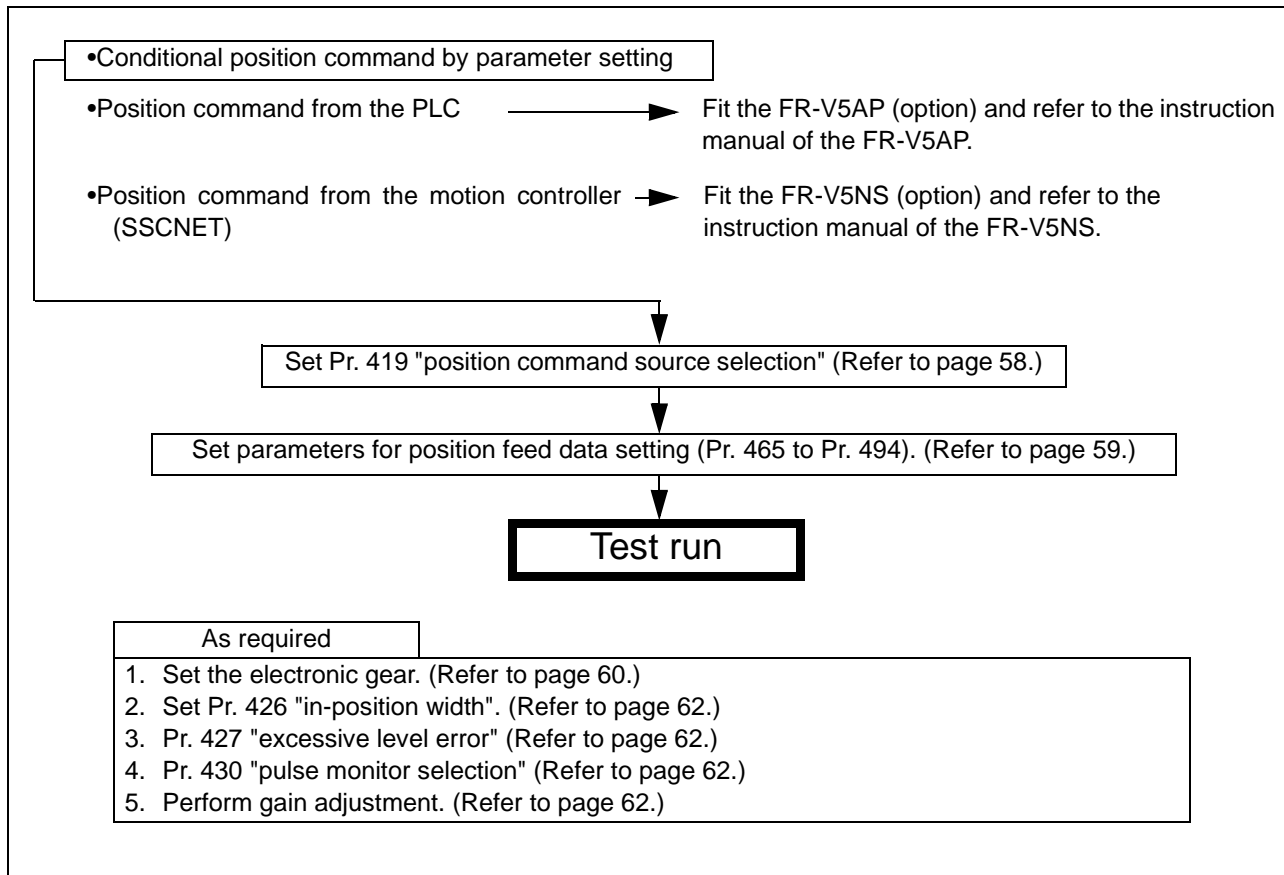 •Conditional position command by parameter setting
•Position command from the PLC
Fit the FR-V5AP (option) and refer to the instruction
manual of the FR-V5AP.
•Position command from the motion controller
(SSCNET)
Fit the FR-V5NS (option) and refer to the
instruction manual of the FR-V5NS.
Set Pr. 419 "position command source selection" (Refer to page 58.)
Set parameters for position feed data setting (Pr. 465 to Pr. 494). (Refer to page 59.)
Test run
As required
1. Set the electronic gear. (Refer to page 60.)
2. Set Pr. 426 "in-position width". (Refer to page 62.)
3. Pr. 427 "excessive level error" (Refer to page 62.)
4. Pr. 430 "pulse monitor selection" (Refer to page 62.)
5. Perform gain adjustment. (Refer to page 62.)